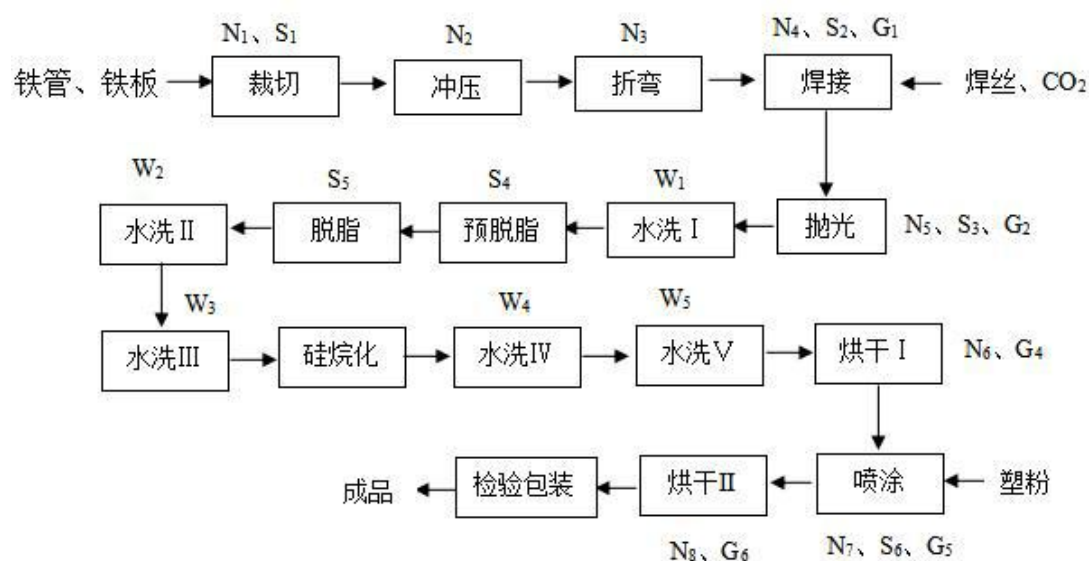 N₁、S₁ N₂ N₃ N₄、S₂、G₁
铁管、铁板 裁切 冲压 折弯 焊接 焊丝、CO₂
W₂ S₅ S₄ W₁
水洗Ⅱ 脱脂 预脱脂 水洗Ⅰ 抛光 N₅、S₃、G₂
W₃ W₄ W₅
水洗Ⅲ 硅烷化 水洗Ⅳ 水洗Ⅴ 烘干Ⅰ N₆、G₄
成品 检验包装 烘干Ⅱ 喷涂 塑粉
N₈、G₆ N₇、S₆、G₅